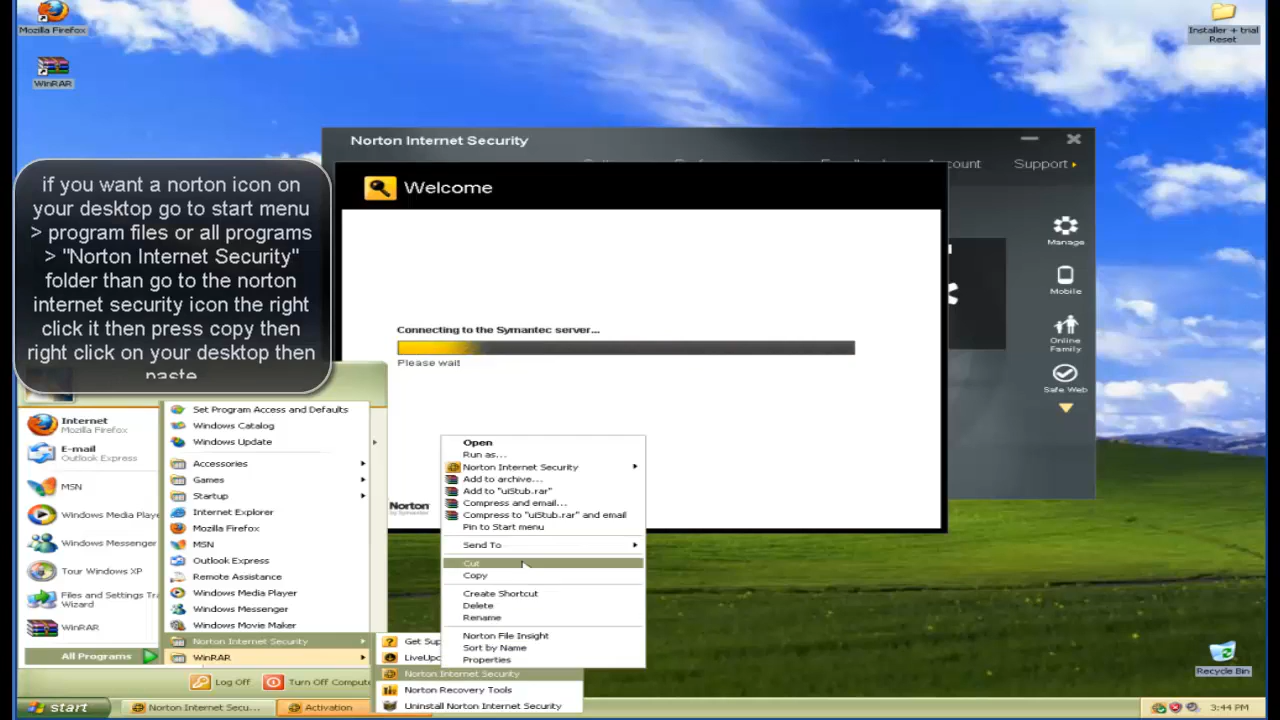 Mozilla Firefox
Installer + trial
Reset
WinRAR
Norton Internet Security
Support
Welcome
if you want a norton icon on
your desktop go to start menu
> program files or all programs
> "Norton Internet Security"
folder than go to the norton
internet security icon the right
click it then press copy then
right click on your desktop then
paste
Manage
Mobile
Online
Family
Safe Web
Connecting to the Symantec server...
Please wait
Norton
by Symantec
Internet
Mozilla Firefox
E-mail
Outlook Express
MSN
Windows Media Playe
Windows Messenger
Tour Windows XP
Files and Settings Tra
Wizard
WinRAR
All Programs
Set Program Access and Defaults
Windows Catalog
Windows Update
Accessories
Games
Startup
Internet Explorer
Mozilla Firefox
MSN
Outlook Express
Remote Assistance
Windows Media Player
Windows Messenger
Windows Movie Maker
Norton Internet Security
WinRAR
Open
Run as...
Norton Internet Security
Add to archive...
Add to "uiStub.rar"
Compress and email...
Compress to "uiStub.rar" and email
Pin to Start menu
Send To
Cut
Copy
Create Shortcut
Delete
Rename
Norton File Insight
Sort by Name
Properties
Get Sup
LiveUpd
Norton Internet Security
Norton Recovery Tools
Uninstall Norton Internet Security
Log Off
Turn Off Compute
Recycle Bin
start
Norton Internet Secu...
Activation
3:44 PM